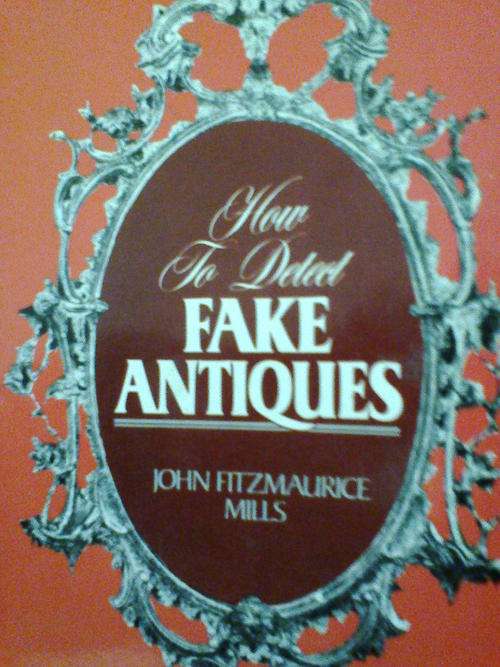 How
To Detect
FAKE
ANTIQUES
JOHN FITZMAURICE
MILLS